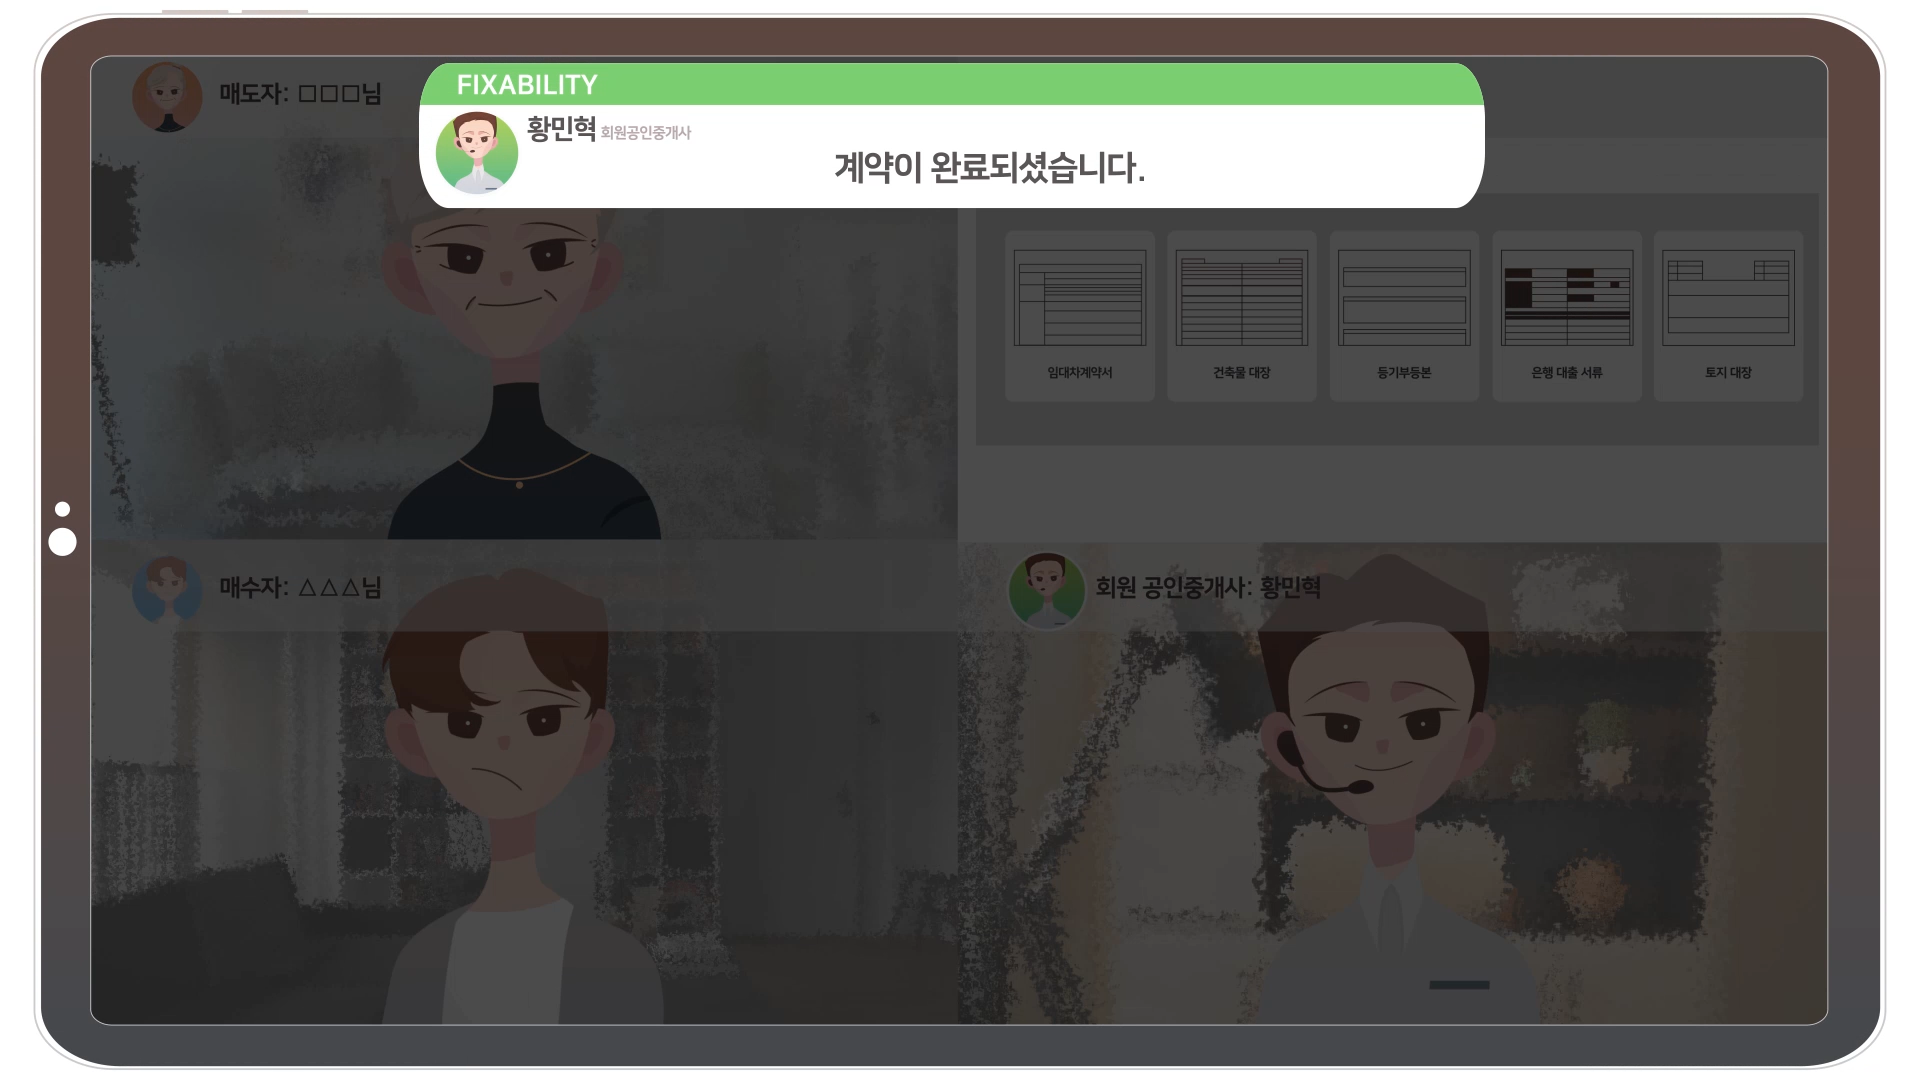 매도자: □□□님
FIXABILITY
황민혁 회원공인중개사
계약이 완료되셨습니다.
임대차계약서
건축물 대장
등기부등본
은행 대출 서류
토지 대장
매수자: △△△님
회원 공인중개사: 황민혁